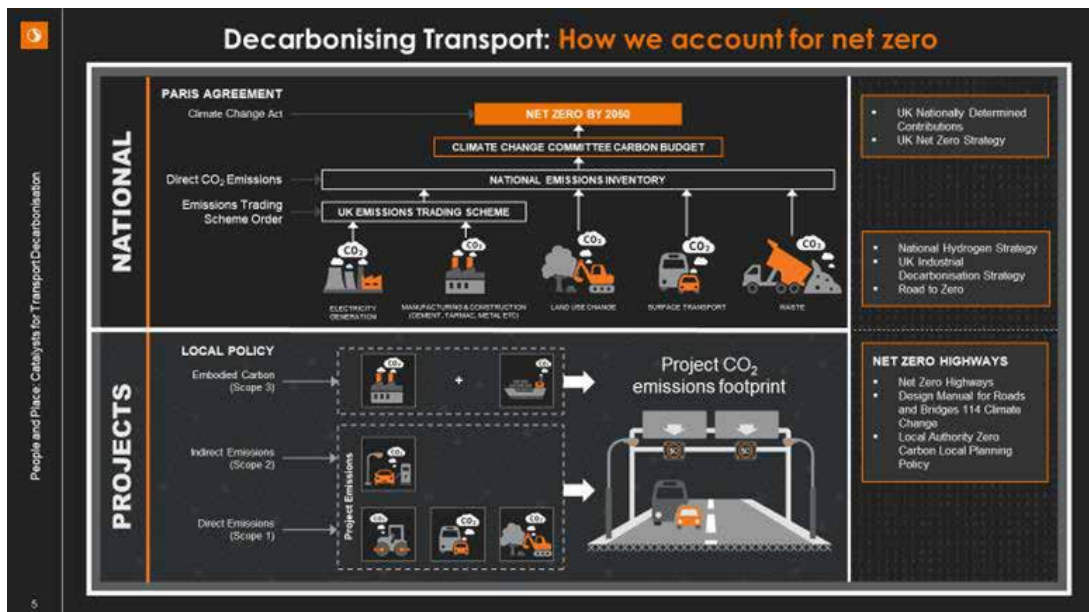 Decarbonising Transport: How we account for net zero
People and Place: Catalysts for Transport Decarbonisation
5
NATIONAL
PARIS AGREEMENT
Climate Change Act
NET ZERO BY 2050
CLIMATE CHANGE COMMITTEE CARBON BUDGET
Direct CO₂ Emissions
NATIONAL EMISSIONS INVENTORY
Emissions Trading
Scheme Order
UK EMISSIONS TRADING SCHEME
CO₂
CO₂
CO₂
CO₂
CO₂
ELECTRICITY
GENERATION
MANUFACTURING & CONSTRUCTION
(CEMENT, TARMAC, METAL ETC)
LAND USE CHANGE
SURFACE TRANSPORT
WASTE
UK Nationally Determined
Contributions
UK Net Zero Strategy
National Hydrogen Strategy
UK Industrial
Decarbonisation Strategy
Road to Zero
PROJECTS
LOCAL POLICY
Embodied Carbon
(Scope 3)
CO₂
+
CO₂
Indirect Emissions
(Scope 2)
CO₂
Direct Emissions
(Scope 1)
Project Emissions
CO₂
CO₂
CO₂
Project CO₂
emissions footprint
NET ZERO HIGHWAYS
Net Zero Highways
Design Manual for Roads
and Bridges 114 Climate
Change
Local Authority Zero
Carbon Local Planning
Policy